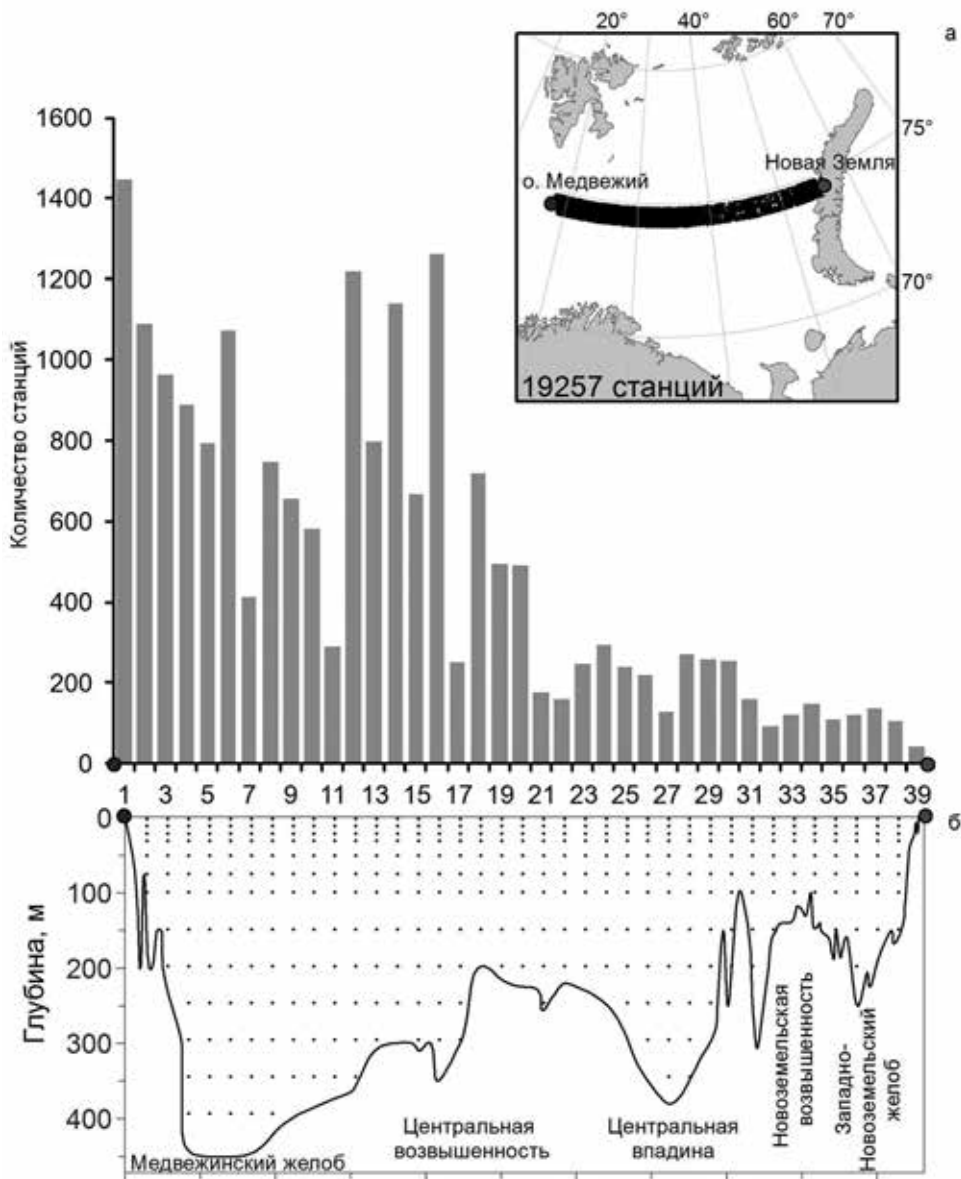 20° 40° 60° 70°
а
75°
70°
Новая Земля
о. Медвежий
19257 станций
Количество станций
1600
1400
1200
1000
800
600
400
200
0
1 3 5 7 9 11 13 15 17 19 21 23 25 27 29 31 33 35 37 39
б
Глубина, м
0
100
200
300
400
Медвежинский желоб
Центральная
возвышенность
Центральная
впадина
Новоземельская
возвышенность
Западно-
Новоземельский
желоб